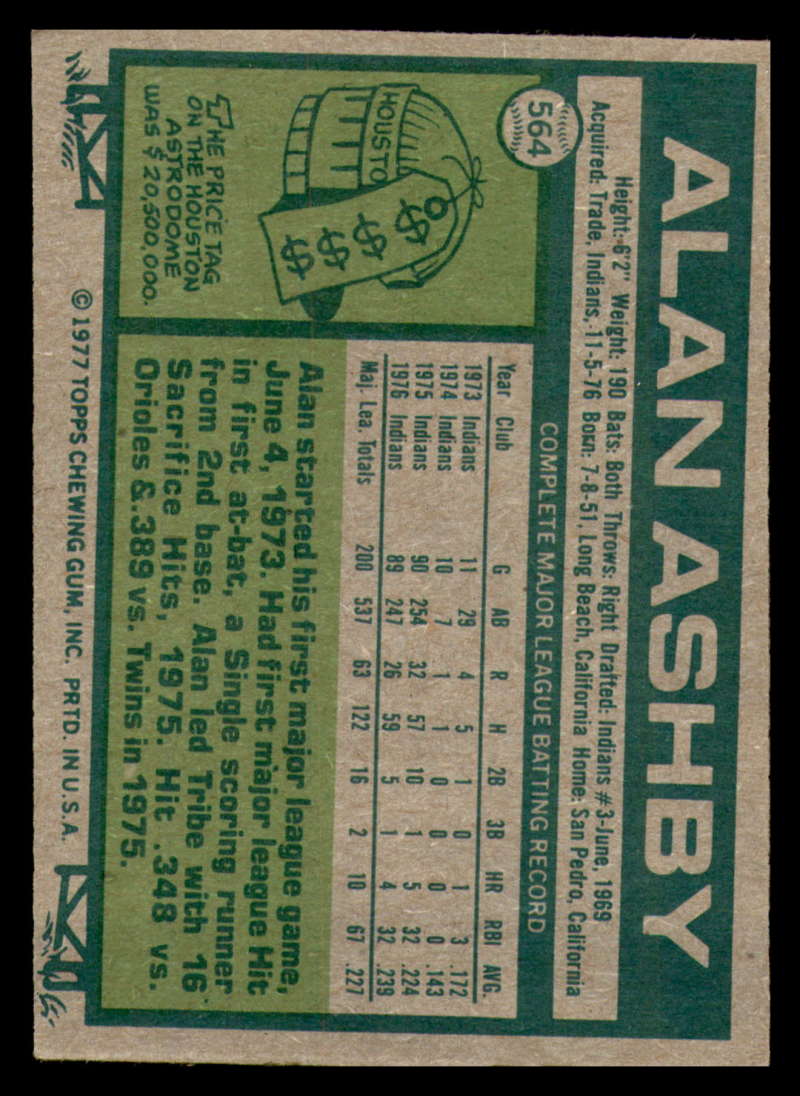 ALAN ASHBY
564
Height: 6'2" Weight: 190 Bats: Both Throws: Right Drafted: Indians #3-June, 1969
Acquired: Trade, Indians, 11-5-76 Born: 7-8-51, Long Beach, California Home: San Pedro, California
COMPLETE MAJOR LEAGUE BATTING RECORD
Year Club G AB R H 2B 3B HR RBI AVG.
1973 Indians 11 29 4 5 1 0 1 3 .172
1974 Indians 10 7 1 1 0 0 0 0 .143
1975 Indians 90 254 32 57 10 1 5 32 .224
1976 Indians 89 247 26 59 5 1 4 32 .239
Maj. Lea. Totals 200 537 63 122 16 2 10 67 .227
HOUSTO
$ $ $ $
THE PRICE TAG
ON THE HOUSTON
ASTRODOME
WAS $20,500,000.
Alan started his first major league game,
June 4, 1973. Had first major league Hit
in first at-bat, a Single scoring runner
from 2nd base. Alan led Tribe with 16
Sacrifice Hits, 1975. Hit .348 vs.
Orioles & .389 vs. Twins in 1975.
© 1977 TOPPS CHEWING GUM, INC. PRTD. IN U.S.A.